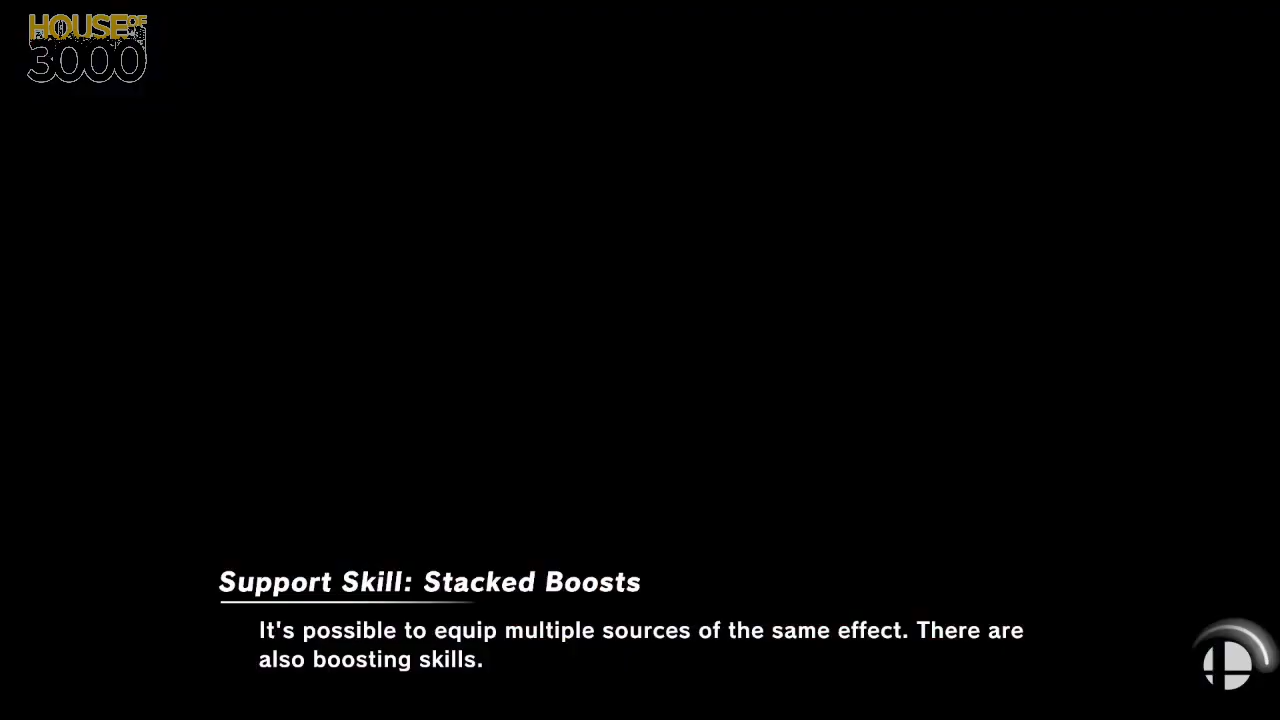 HOUSE OF
3000
Support Skill: Stacked Boosts
It's possible to equip multiple sources of the same effect. There are
also boosting skills.